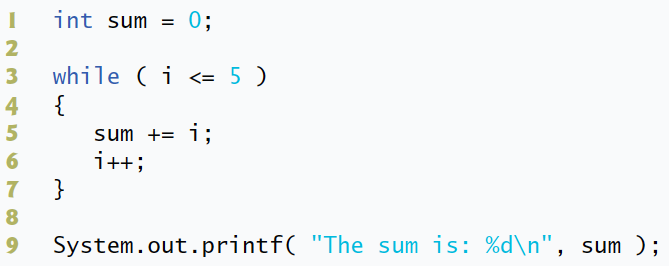 1 int sum = 0;
2
3 while ( i <= 5 )
4 {
5 sum += i;
6 i++;
7 }
8
9 System.out.printf( "The sum is: %d\n", sum );